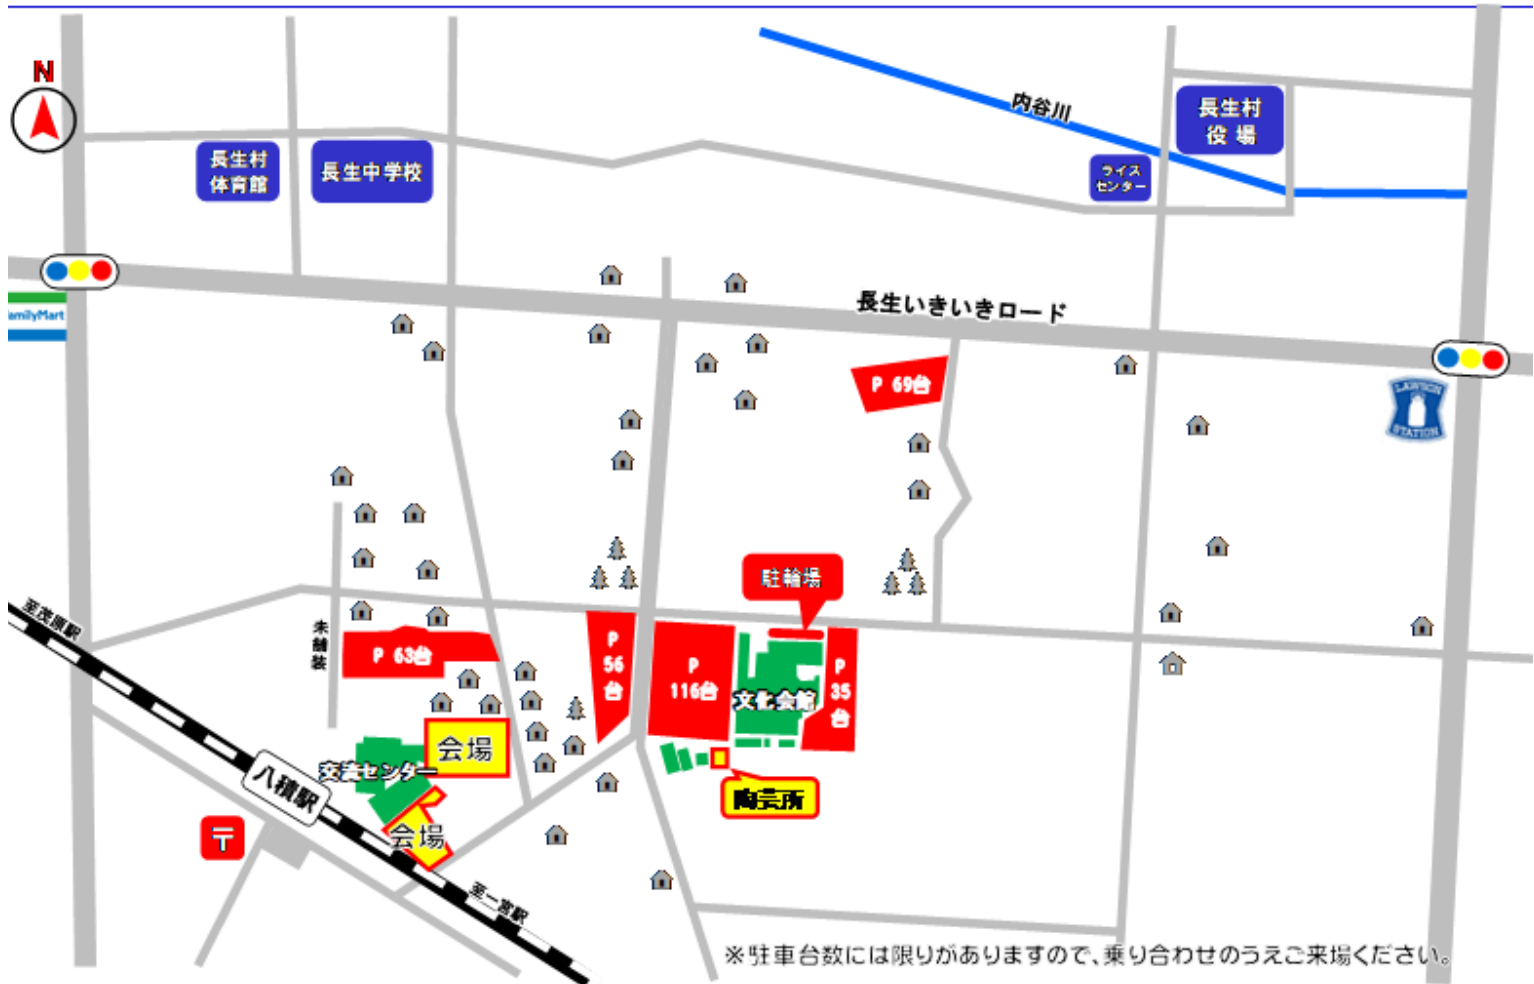 N
内谷川
長生村
役 場
長生村
体育館
長生中学校
ライス
センター
長生いきいきロード
amilyMart
P 69台
LAWSON
STATION
駐輪場
至茂原駅
未舗装
P 63台
P
56
台
P
116台
文化会館
P
35
台
会場
交流センター
八積駅
陶芸所
会場
〒
至一宮駅
※駐車台数には限りがありますので、乗り合わせのうえご来場ください。